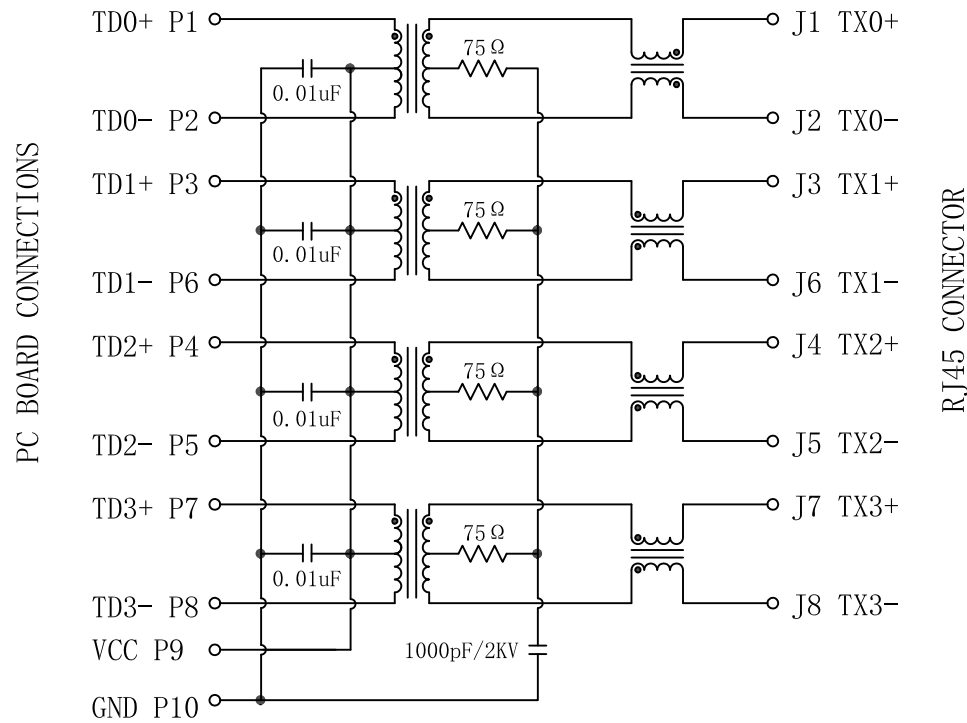 TD0+ P1
75Ω
J1 TX0+
0.01uF
TD0- P2
J2 TX0-
TD1+ P3
75Ω
J3 TX1+
0.01uF
TD1- P6
J6 TX1-
PC BOARD CONNECTIONS
RJ45 CONNECTOR
TD2+ P4
75Ω
J4 TX2+
0.01uF
TD2- P5
J5 TX2-
TD3+ P7
75Ω
J7 TX3+
0.01uF
TD3- P8
J8 TX3-
VCC P9
1000pF/2KV
GND P10